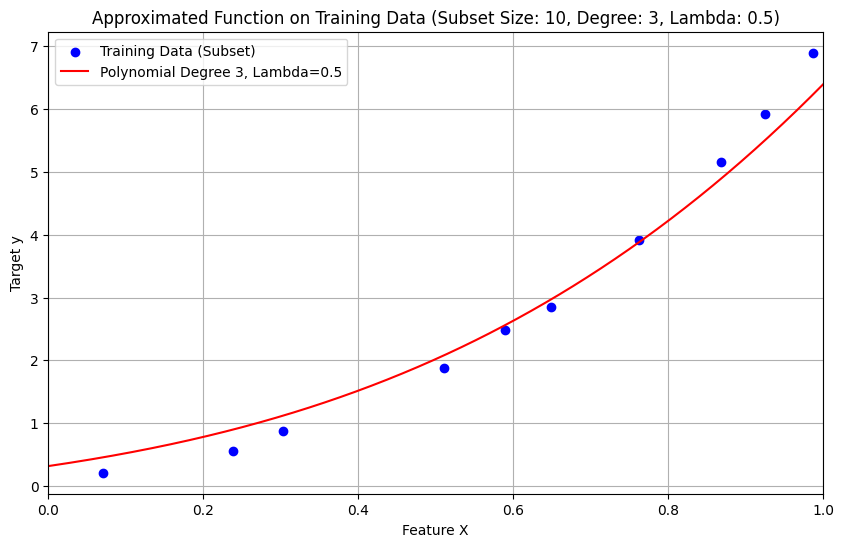 Approximated Function on Training Data (Subset Size: 10, Degree: 3, Lambda: 0.5)
Training Data (Subset)
Polynomial Degree 3, Lambda=0.5
7
6
5
4
3
2
1
0
Target y
0.0 0.2 0.4 0.6 0.8 1.0
Feature X